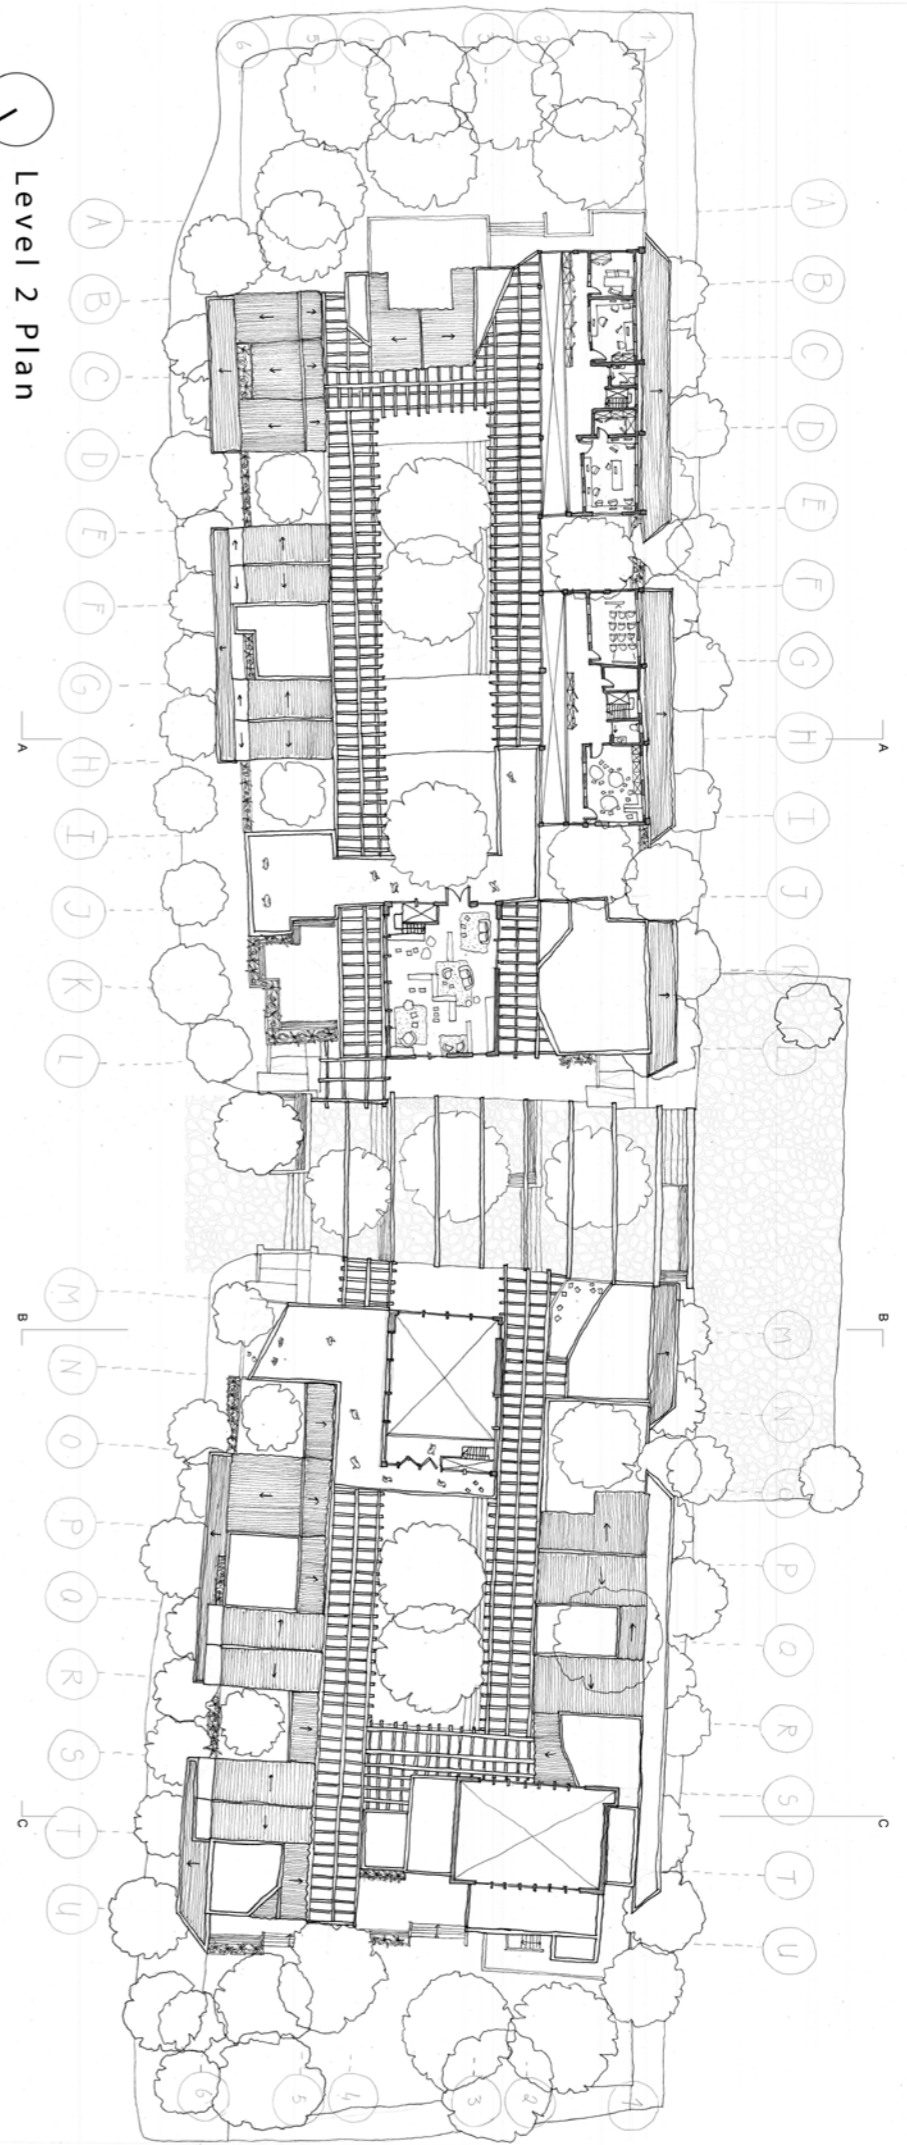 Level 2 Plan
6 5 4 3 2 1
A A
B B
C C
D D
E E
F F
G G
A A
H H
I I
J J
K K
L L
B B
M M
N N
O O
P P
Q Q
R R
S S
C C
T T
U U
6 5 4 3 2 1